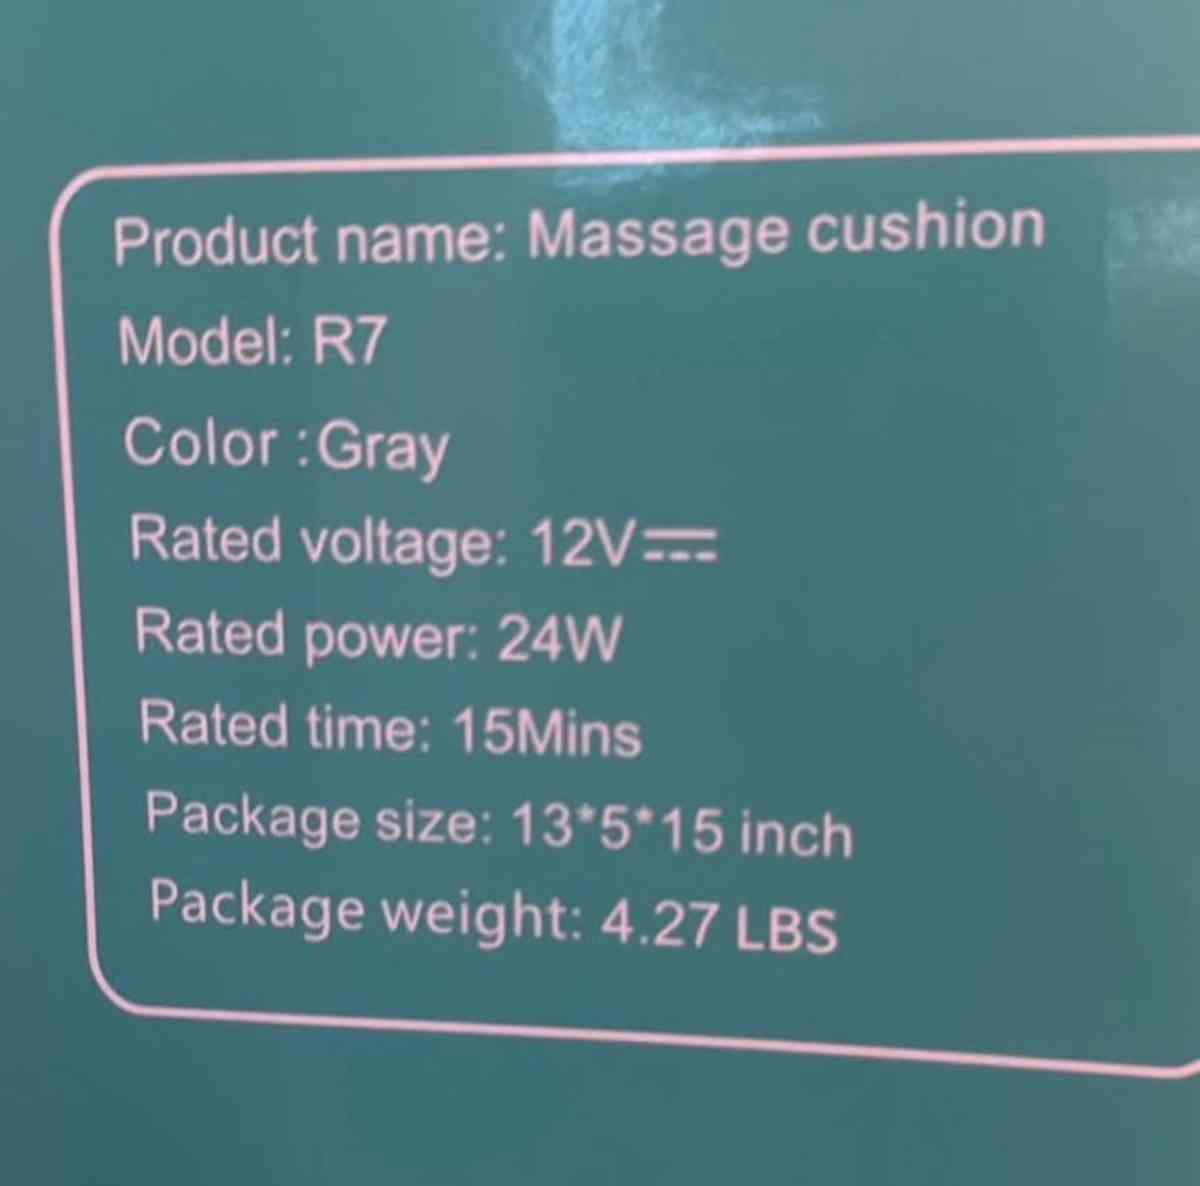 Product name: Massage cushion
Model: R7
Color :Gray
Rated voltage: 12V⎓
Rated power: 24W
Rated time: 15Mins
Package size: 13*5*15 inch
Package weight: 4.27 LBS